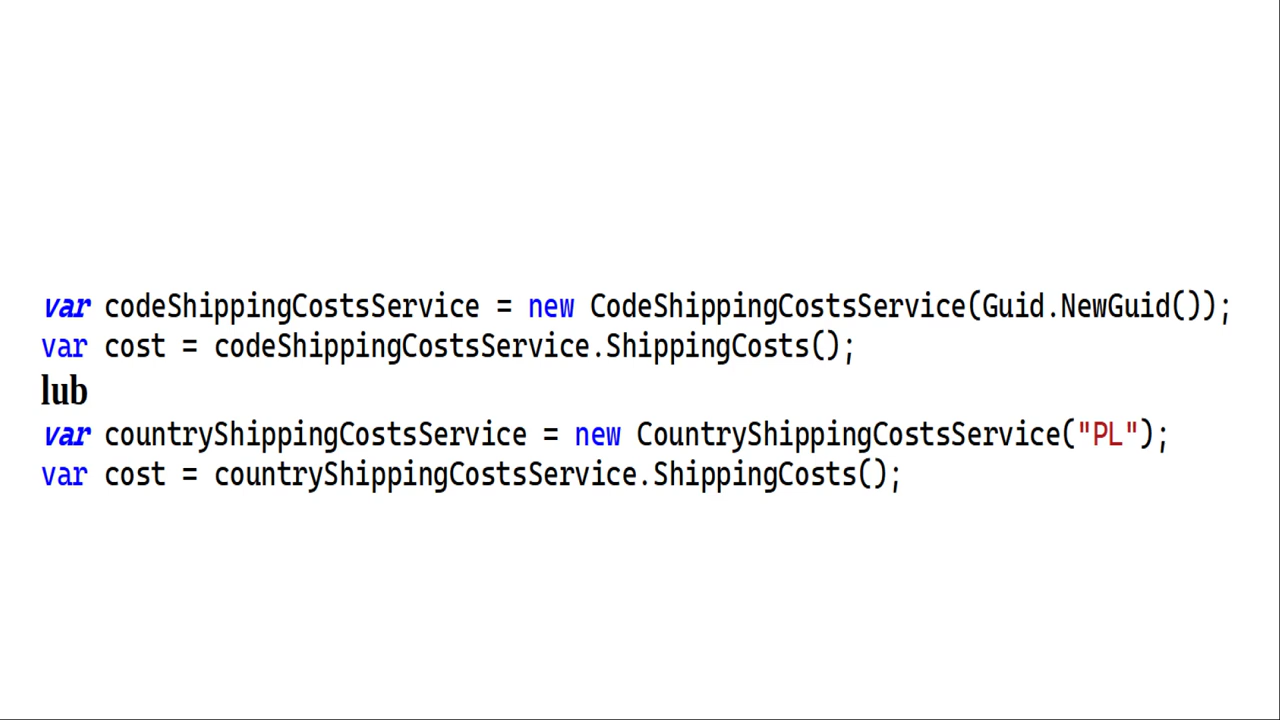 var codeShippingCostsService = new CodeShippingCostsService(Guid.NewGuid());
var cost = codeShippingCostsService.ShippingCosts();
lub
var countryShippingCostsService = new CountryShippingCostsService("PL");
var cost = countryShippingCostsService.ShippingCosts();